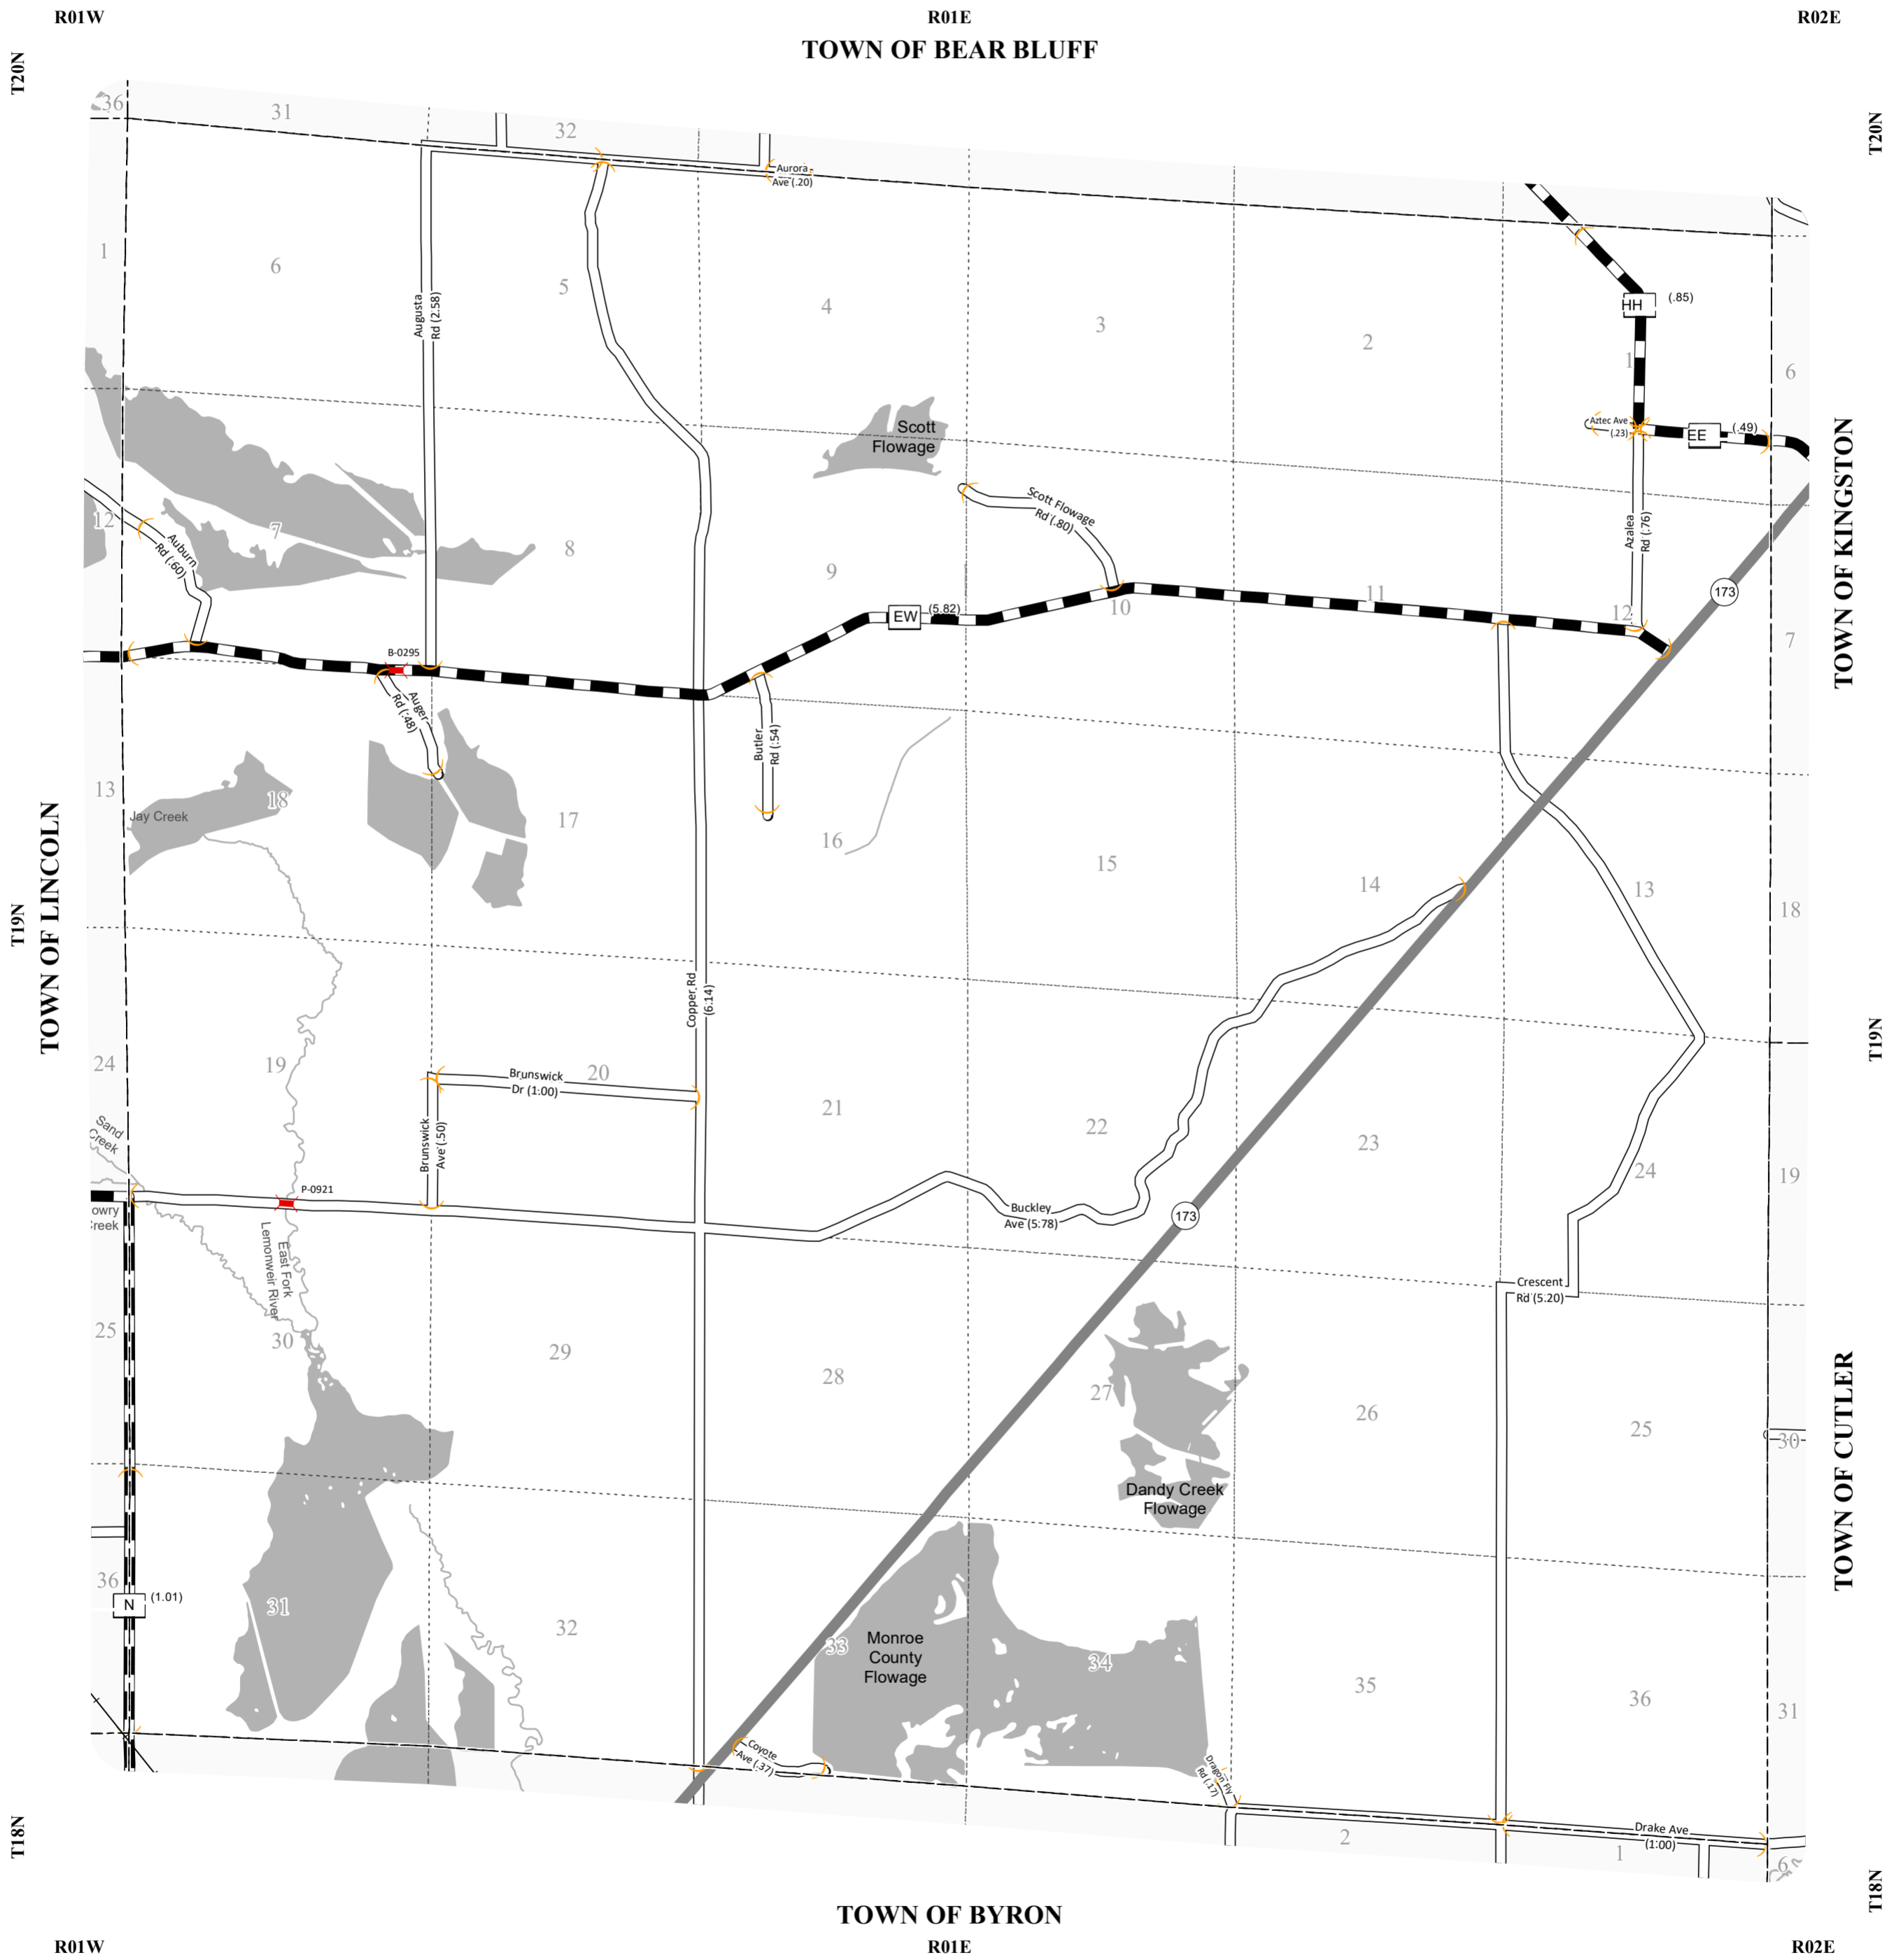 R01W
R01E
R02E
TOWN OF BEAR BLUFF
T20N
T20N
36
31
32
Aurora
Ave (.20)
1
6
5
4
3
2
1
6
HH
(.85)
Augusta
Rd (2.58)
Scott
Flowage
Aztec Ave
(.23)
EE
(.49)
TOWN OF KINGSTON
12
7
8
9
10
11
12
7
Auburn
Rd (.60)
Scott Flowage
Rd (.80)
Azalea
Rd (.76)
173
EW
(5.82)
B-0295
Auger
Rd (.48)
Butler
Rd (.54)
13
18
17
16
15
14
13
18
Jay Creek
TOWN OF LINCOLN
T19N
T19N
Copper Rd
(6.14)
24
19
20
21
22
23
24
19
Brunswick
Dr (1.00)
Brunswick
Ave (.50)
Sand
Creek
P-0921
owry
Creek
East Fork
Lemonweir River
Buckley
Ave (5.78)
173
Crescent
Rd (5.20)
25
30
29
28
27
26
25
30
TOWN OF CUTLER
Dandy Creek
Flowage
36
31
32
33
34
35
36
31
N
(1.01)
Monroe
County
Flowage
Coyote
Ave (.37)
Dragon Fly
Rd (.17)
Drake Ave
(1.00)
2
1
6
T18N
T18N
TOWN OF BYRON
R01W
R01E
R02E